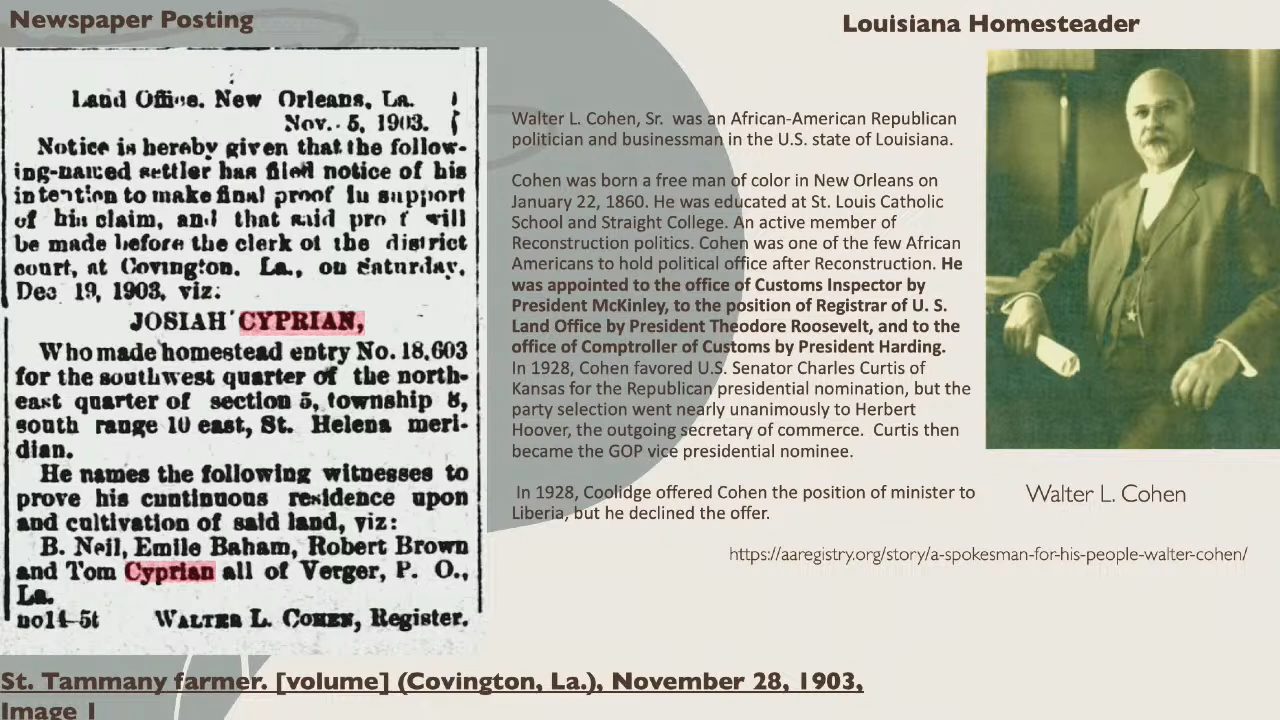 Newspaper Posting
Land Office. New Orleans, La.
Nov. 5, 1903.
Notice is hereby given that the follow-
ing-named settler has filed notice of his
intention to make final proof in support
of his claim, and that said pro f will
be made before the clerk of the district
court, at Covington. La., on Saturday,
Dec 19, 1903, viz:
JOSIAH CYPRIAN,
Who made homestead entry No. 18,603
for the southwest quarter of the north-
east quarter of section 5, township 8,
south range 10 east, St. Helena meri-
dian.
He names the following witnesses to
prove his cuntinuous residence upon
and cultivation of said land, viz:
B. Neil, Emile Baham, Robert Brown
and Tom Cyprian all of Verger, P. O.,
La.
no14-5t WALTER L. COHEN, Register.
St. Tammany farmer. [volume] (Covington, La.), November 28, 1903,
Image 1
Louisiana Homesteader
Walter L. Cohen, Sr. was an African-American Republican
politician and businessman in the U.S. state of Louisiana.
Cohen was born a free man of color in New Orleans on
January 22, 1860. He was educated at St. Louis Catholic
School and Straight College. An active member of
Reconstruction politics. Cohen was one of the few African
Americans to hold political office after Reconstruction. He
was appointed to the office of Customs Inspector by
President McKinley, to the position of Registrar of U. S.
Land Office by President Theodore Roosevelt, and to the
office of Comptroller of Customs by President Harding.
In 1928, Cohen favored U.S. Senator Charles Curtis of
Kansas for the Republican presidential nomination, but the
party selection went nearly unanimously to Herbert
Hoover, the outgoing secretary of commerce. Curtis then
became the GOP vice presidential nominee.
In 1928, Coolidge offered Cohen the position of minister to
Liberia, but he declined the offer.
Walter L. Cohen
https://aaregistry.org/story/a-spokesman-for-his-people-walter-cohen/